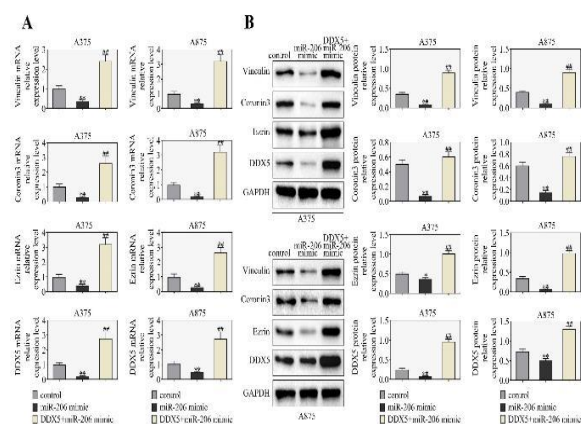 A
B
A375
A875
Vinculin mRNA
relative
expression level
Vinculin mRNA
relative
expression level
control
miR-206
mimic
DDX5+
miR-206
mimic
Vinculin
Coronin3
Ezrin
DDX5
GAPDH
A375
A375
A875
Vinculin protein
relative
expression level
Vinculin protein
relative
expression level
A375
A875
Coronin3 mRNA
relative
expression level
Coronin3 mRNA
relative
expression level
A375
A875
Coronin3 protein
relative
expression level
Coronin3 protein
relative
expression level
A375
A875
Ezrin mRNA
relative
expression level
Ezrin mRNA
relative
expression level
control
miR-206
mimic
DDX5+
miR-206
mimic
Vinculin
Coronin3
Ezrin
DDX5
GAPDH
A875
A375
A875
Ezrin protein
relative
expression level
Ezrin protein
relative
expression level
A375
A875
DDX5 mRNA
relative
expression level
DDX5 mRNA
relative
expression level
A375
A875
DDX5 protein
relative
expression level
DDX5 protein
relative
expression level
control
miR-206 mimic
DDX5+miR-206 mimic
control
miR-206 mimic
DDX5+miR-206 mimic
control
miR-206 mimic
DDX5+miR-206 mimic
control
miR-206 mimic
DDX5+miR-206 mimic